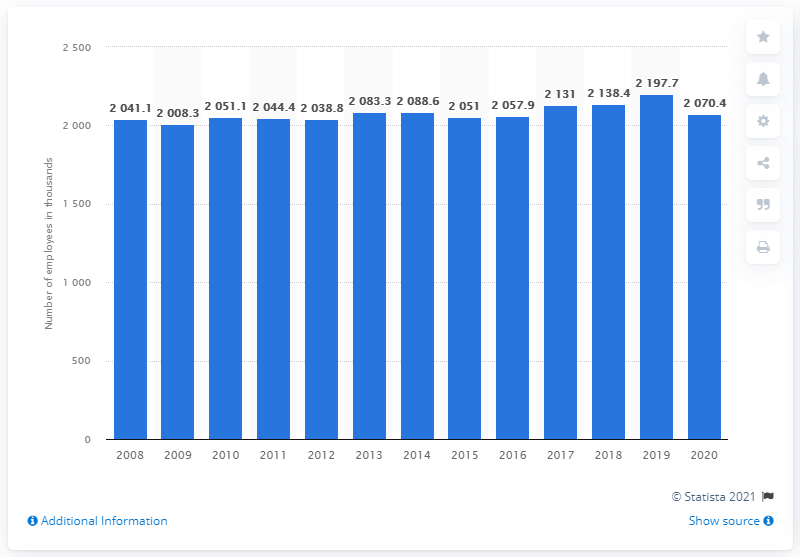 2 500
2 000
1 500
1 000
500
0
Number of employees in thousands
2 041.1 2 008.3 2 051.1 2 044.4 2 038.8 2 083.3 2 088.6 2 051 2 057.9 2 131 2 138.4 2 197.7 2 070.4
2008 2009 2010 2011 2012 2013 2014 2015 2016 2017 2018 2019 2020
© Statista 2021
Additional Information
Show source